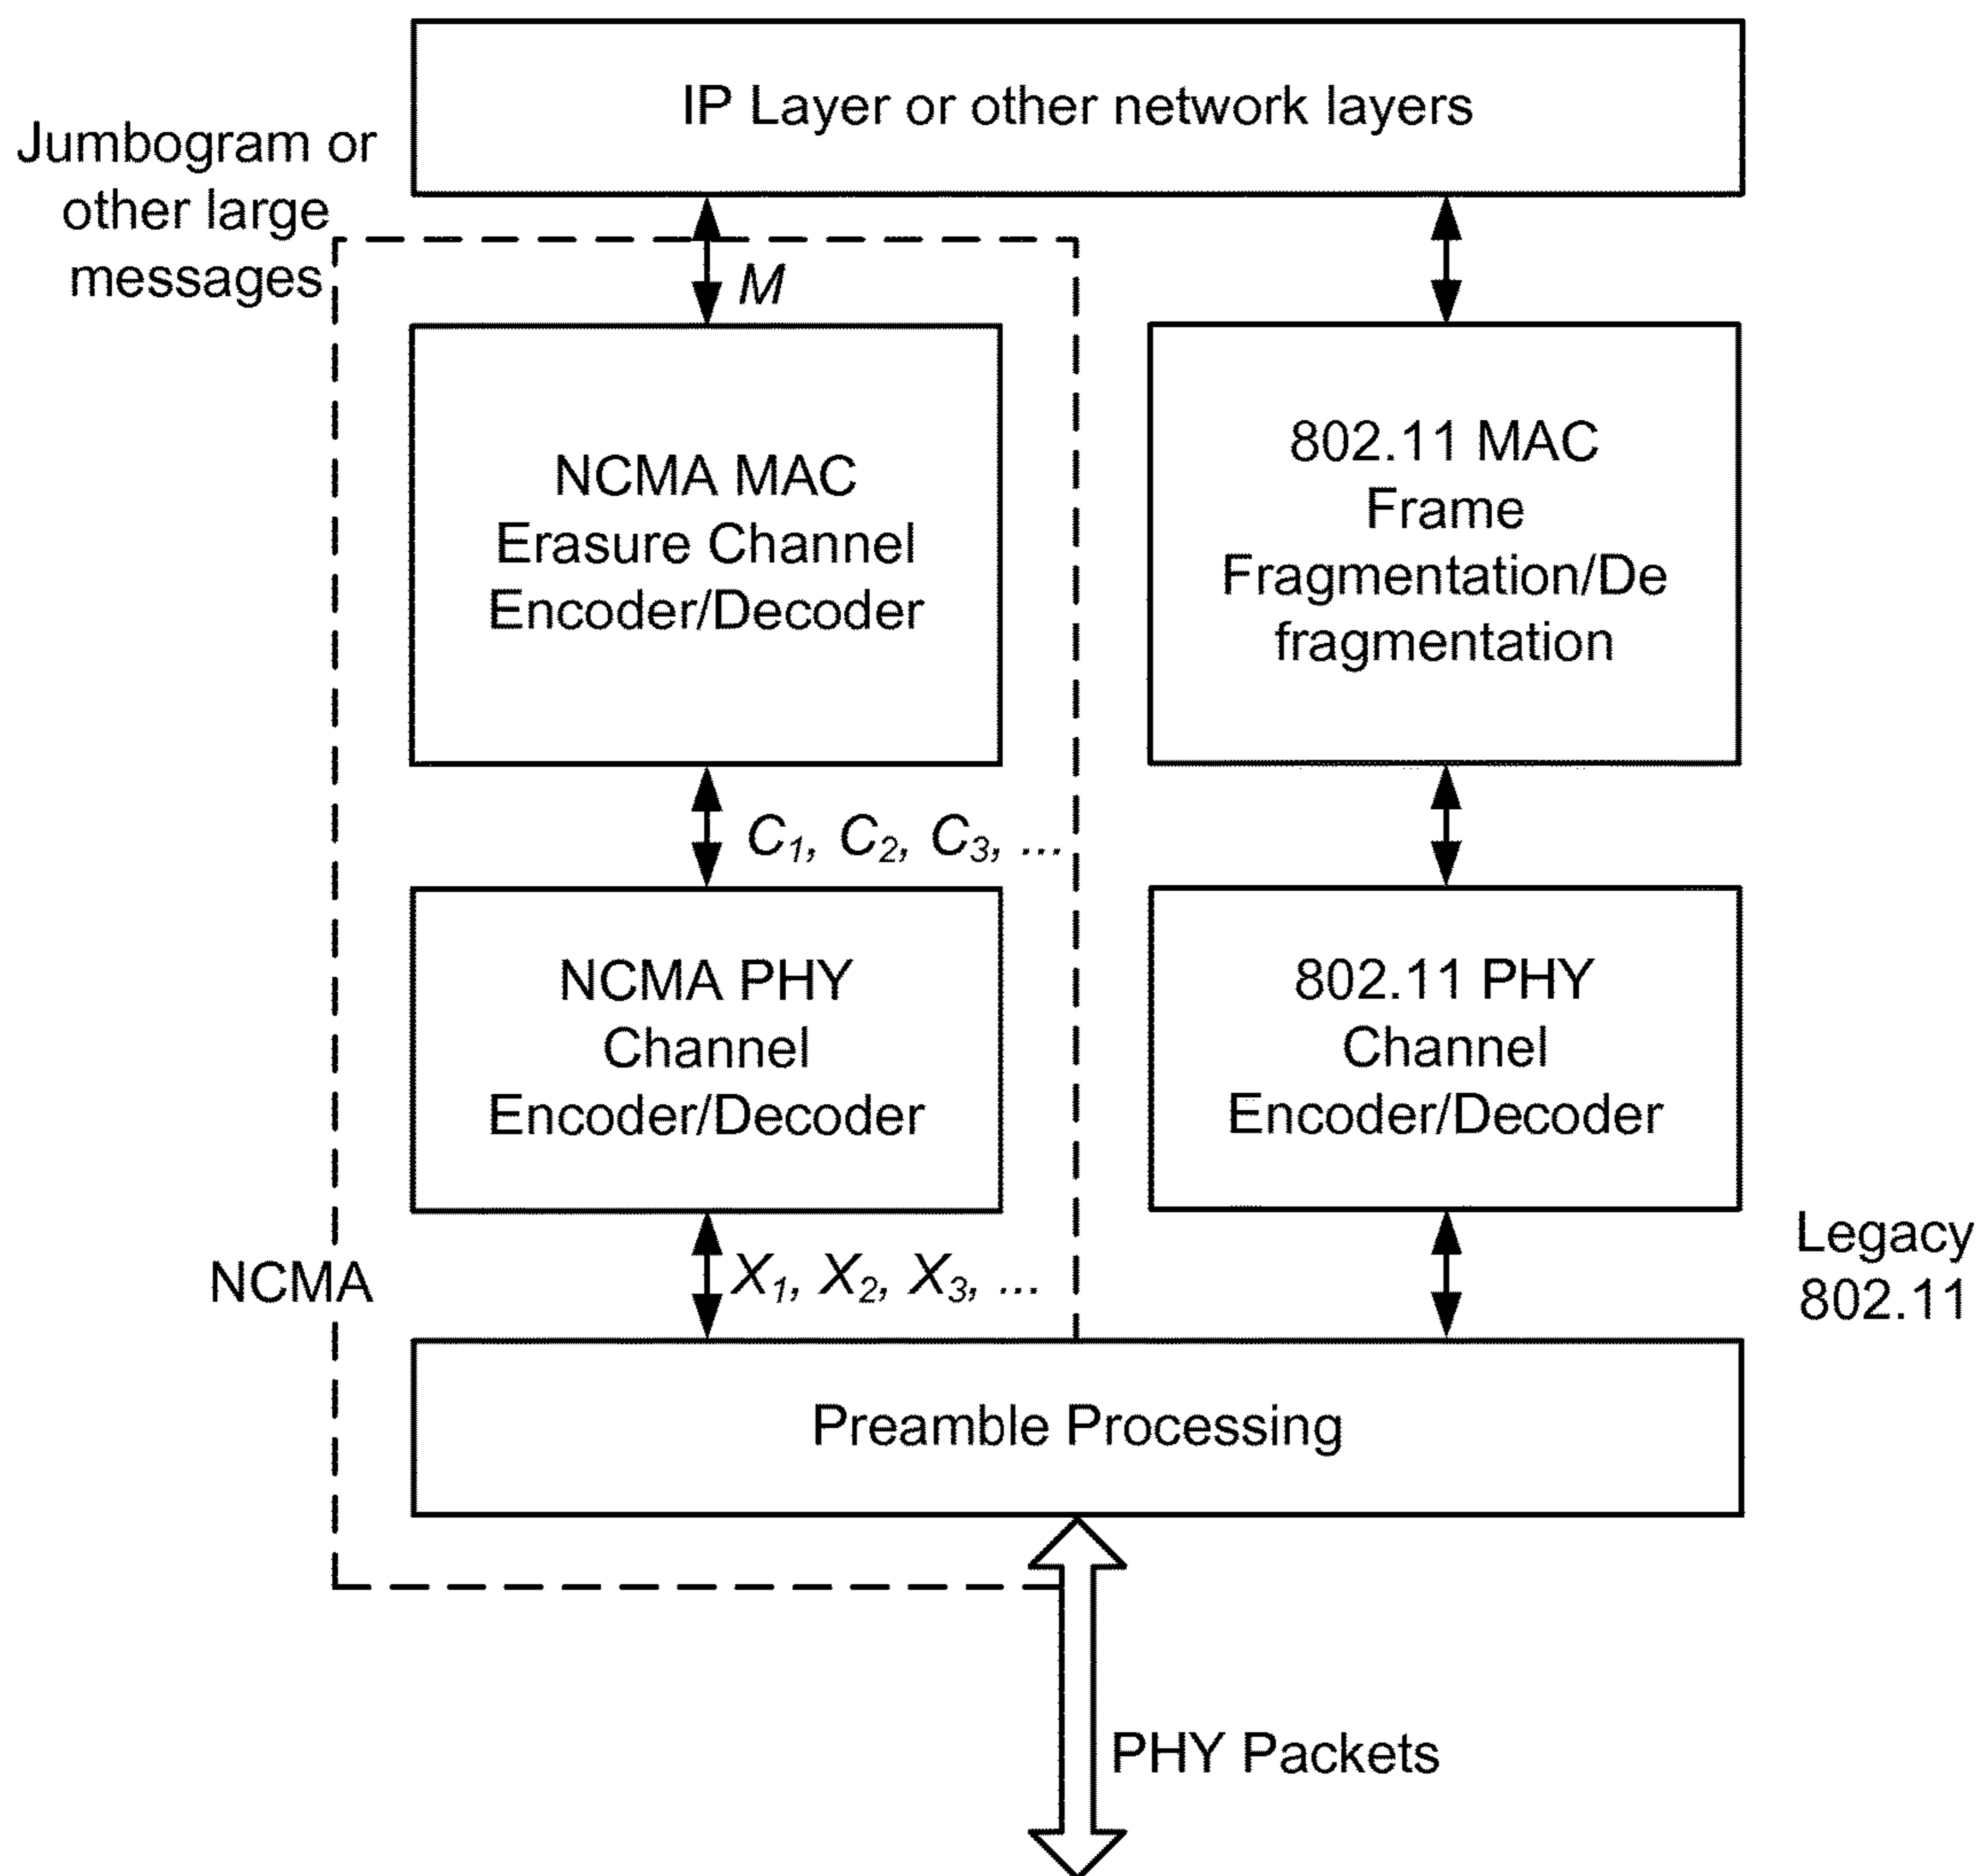 IP Layer or other network layers
Jumbogram or
other large
messages
M
NCMA MAC
Erasure Channel
Encoder/Decoder
802.11 MAC
Frame
Fragmentation/De
fragmentation
C1, C2, C3, ...
NCMA PHY
Channel
Encoder/Decoder
802.11 PHY
Channel
Encoder/Decoder
NCMA
X1, X2, X3, ...
Legacy
802.11
Preamble Processing
PHY Packets